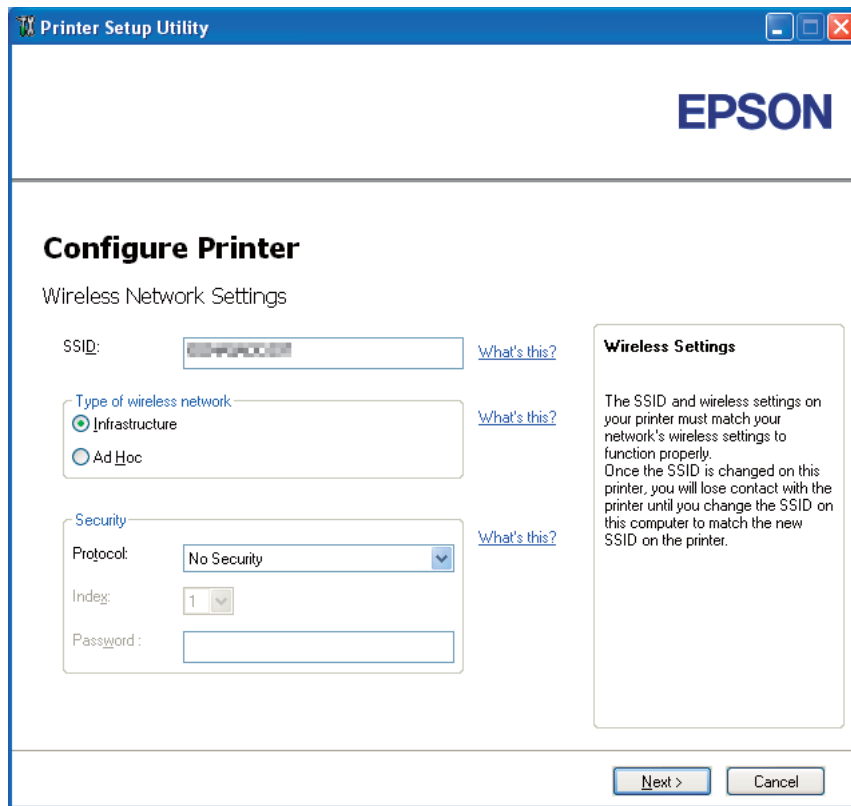 Printer Setup Utility
EPSON
Configure Printer
Wireless Network Settings
SSID:
What's this?
Type of wireless network
Infrastructure
What's this?
Ad Hoc
Security
What's this?
Protocol:
No Security
Index:
1
Password :
Wireless Settings
The SSID and wireless settings on
your printer must match your
network's wireless settings to
function properly.
Once the SSID is changed on this
printer, you will lose contact with the
printer until you change the SSID on
this computer to match the new
SSID on the printer.
Next >
Cancel